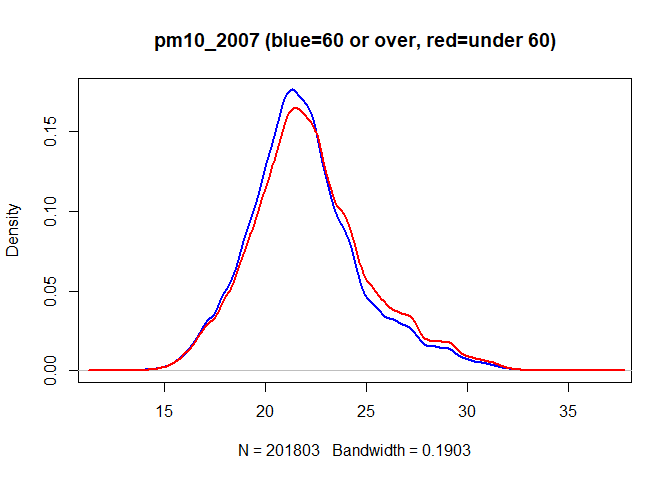 pm10_2007 (blue=60 or over, red=under 60)
Density
0.15
0.10
0.05
0.00
15 20 25 30 35
N = 201803 Bandwidth = 0.1903